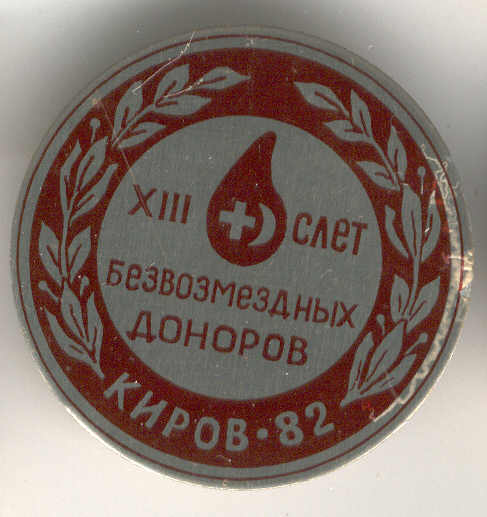 XIII слет
безвозмездных
доноров
КИРОВ·82